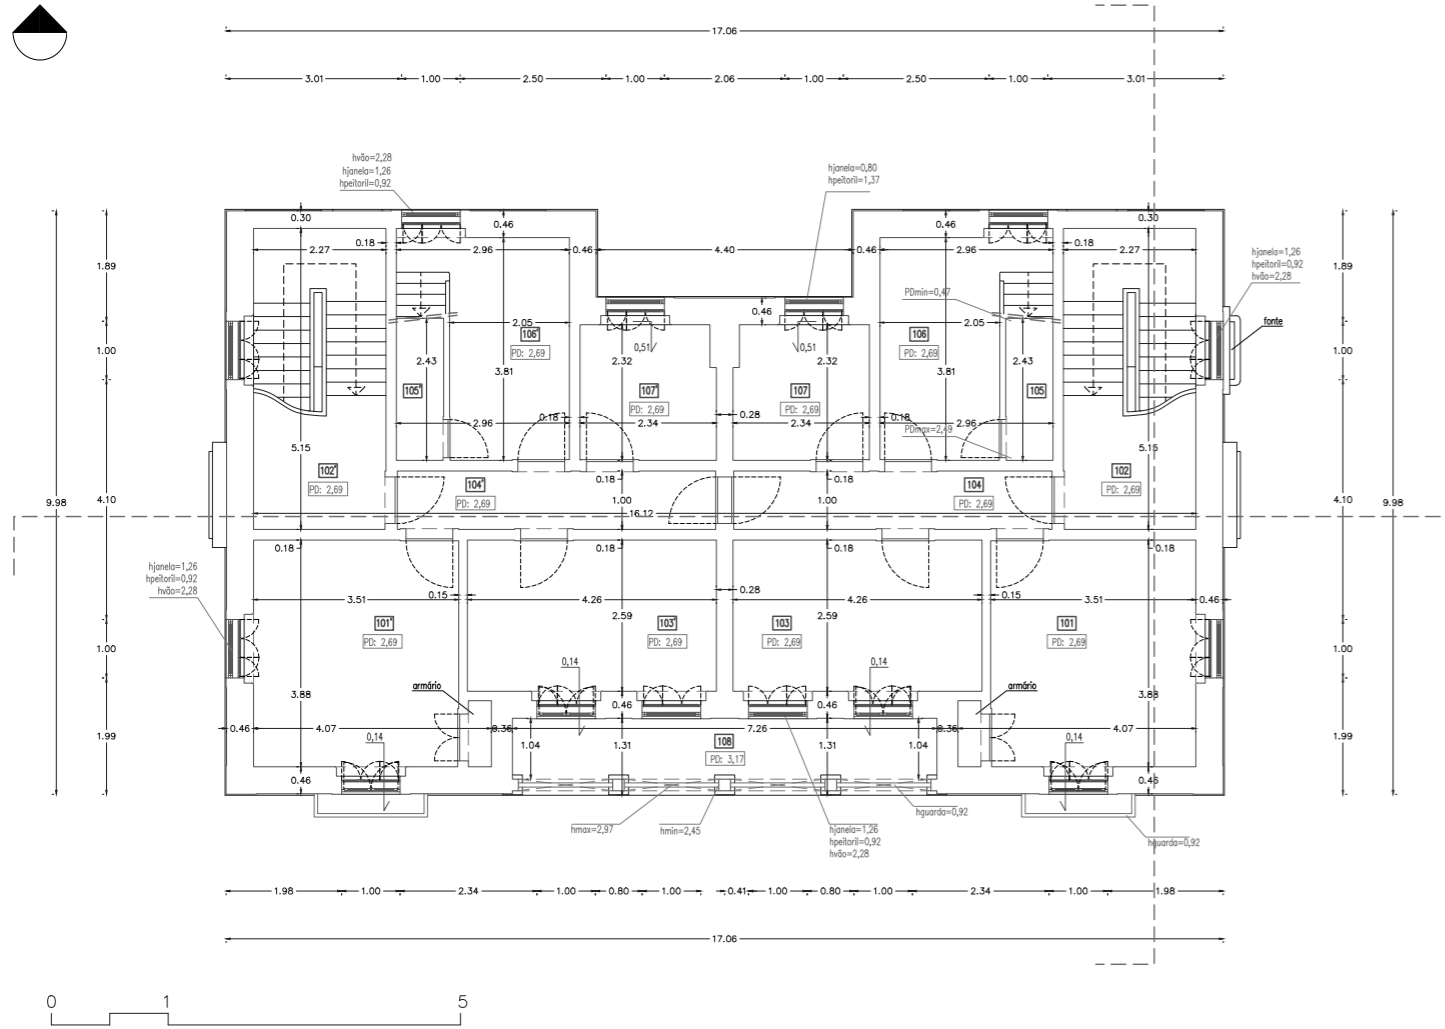 17.06
3.01 1.00 2.50 1.00 2.06 1.00 2.50 1.00 3.01
hvão=2,28
hjanela=1,26
hpeitoril=0,92
hjanela=0,80
hpeitoril=1,37
0.30 0.46 0.46 0.30
2.27 0.18 2.96 0.46 4.40 0.46 2.96 0.18 2.27
hjanela=1,26
hpeitoril=0,92
hvão=2,28
1.89 1.89
PDmin=0,47
0.46
fonte
2.05 2.05
106'
PD: 2,69
106
PD: 2,69
1.00 0,51 0,51 1.00
2.43 3.81 2.32 2.32 3.81 2.43
105' 107' 107 105
PD: 2,69 PD: 2,69
0.18 0.28 0.18
2.96 2.34 2.34 2.96
PDmax=2,49
5.15 5.15
102' 102
PD: 2,69 PD: 2,69
104' 104
PD: 2,69 PD: 2,69
0.18 0.18
9.98 4.10 1.00 1.00 4.10 9.98
16.12
0.18 0.18 0.18 0.18
hjanela=1,26
hpeitoril=0,92
hvão=2,28
3.51 0.15 4.26 0.28 4.26 0.15 3.51 0.46
2.59 2.59
101' 103' 103 101
PD: 2,69 PD: 2,69 PD: 2,69 PD: 2,69
1.00 1.00
0,14 0,14
armário armário
3.88 0.46 0.46 3.88
0.46 4.07 0.36 7.26 0.36 4.07
1.99 0,14 1.04 1.31 108 1.31 1.04 0,14 1.99
PD: 3,17
0.46 0.46
hmax=2,97 hmin=2,45 hguarda=0,92
hjanela=1,26
hpeitoril=0,92
hvão=2,28
hguarda=0,92
1.98 1.00 2.34 1.00 0.80 1.00 0.41 1.00 0.80 1.00 2.34 1.00 1.98
17.06
0 1 5